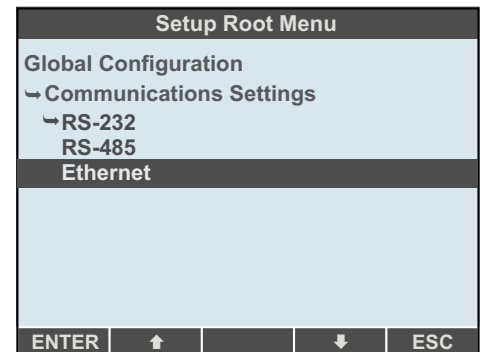 Setup Root Menu
Global Configuration
➥Communications Settings
➥RS-232
RS-485
Ethernet
ENTER ⬆ ⬇ ESC